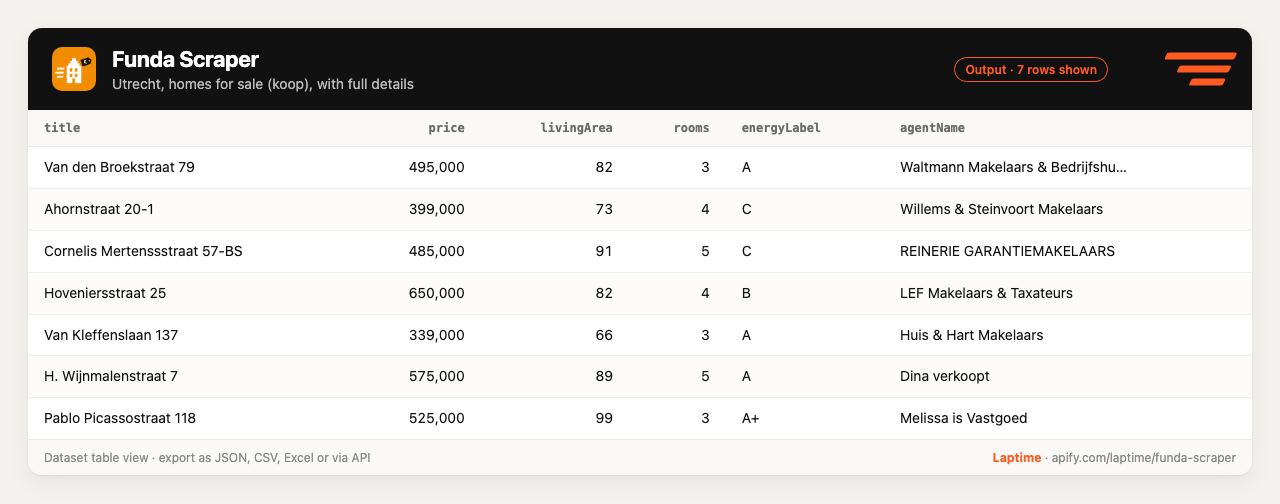 Funda Scraper
Utrecht, homes for sale (koop), with full details
Output · 7 rows shown
title price livingArea rooms energyLabel agentName
Van den Broekstraat 79 495,000 82 3 A Waltmann Makelaars & Bedrijfshu...
Ahornstraat 20-1 399,000 73 4 C Willems & Steinvoort Makelaars
Cornelis Mertensstraat 57-BS 485,000 91 5 C REINERIE GARANTIEMAKELAARS
Hoveniersstraat 25 650,000 82 4 B LEF Makelaars & Taxateurs
Van Kleffenslaan 137 339,000 66 3 A Huis & Hart Makelaars
H. Wijnmalenstraat 7 575,000 89 5 A Dina verkoopt
Pablo Picassostraat 118 525,000 99 3 A+ Melissa is Vastgoed
Dataset table view · export as JSON, CSV, Excel or via API
Laptime · apify.com/laptime/funda-scraper